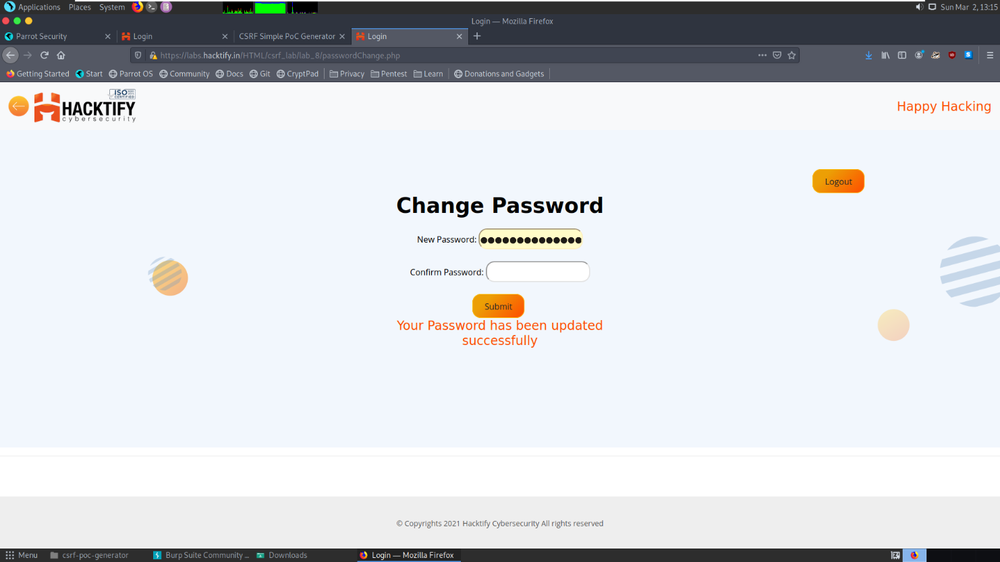 Applications Places System Sun Mar 2, 13:15
Login — Mozilla Firefox
Parrot Security Login CSRF Simple PoC Generator Login
https://labs.hacktify.in/HTML/csrf_lab/lab_8/passwordChange.php
Getting Started Start Parrot OS Community Docs Git CryptPad Privacy Pentest Learn Donations and Gadgets
ISO
CERTIFIED
HACKTIFY
cybersecurity
Happy Hacking
Logout
Change Password
New Password:
Confirm Password:
Submit
Your Password has been updated
successfully
© Copyrights 2021 Hacktify Cybersecurity All rights reserved
Menu csrf-poc-generator Burp Suite Community ... Downloads Login — Mozilla Firefox